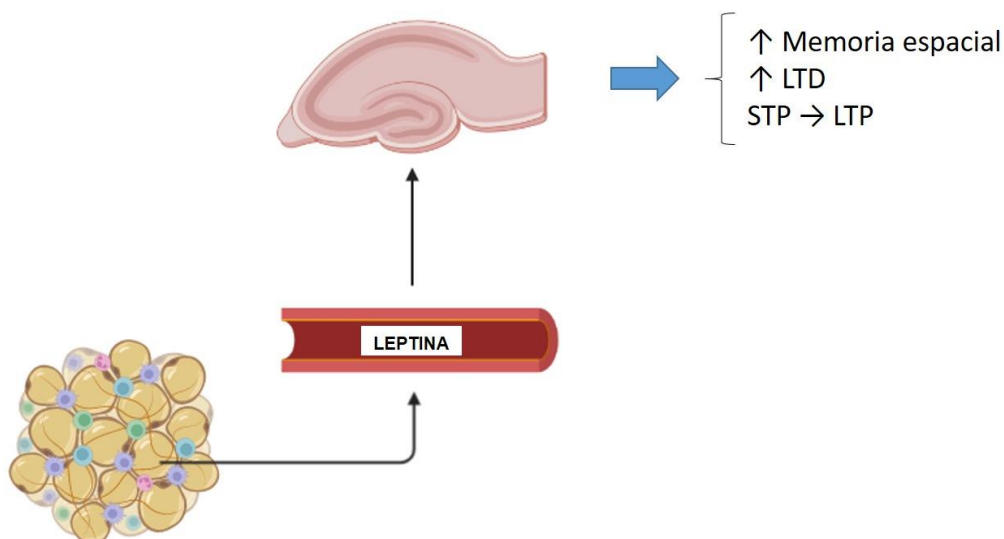 ↑ Memoria espacial
↑ LTD
STP → LTP
LEPTINA